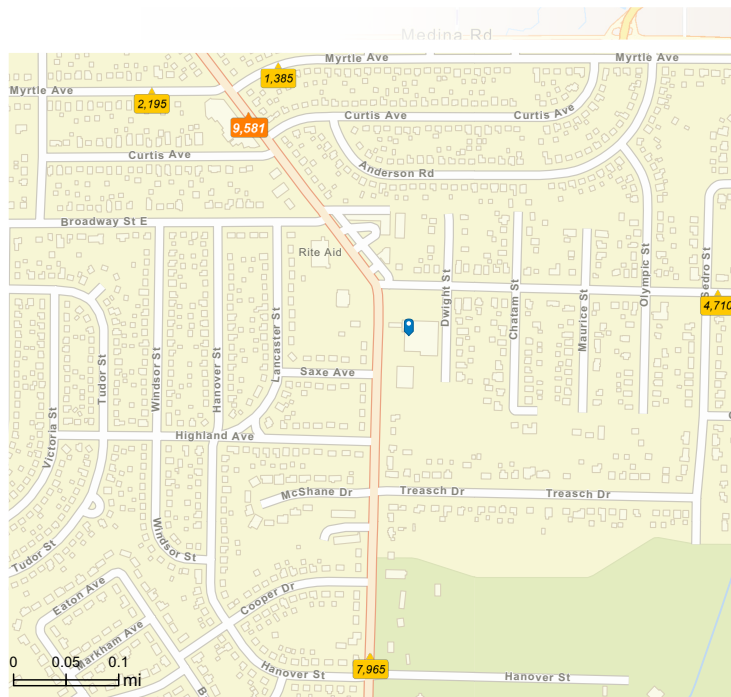 Medina Rd
Myrtle Ave
Myrtle Ave
1,385
Myrtle Ave
2,195
9,581
Curtis Ave
Curtis Ave
Curtis Ave
Anderson Rd
Broadway St E
Rite Aid
Dwight St
Chatam St
Maurice St
Olympic St
Sedro St
4,710
Lancaster St
Hanover St
Windsor St
Tudor St
Victoria St
Saxe Ave
Highland Ave
McShane Dr
Treasch Dr
Treasch Dr
Windsor St
Tudor St
Eaton Ave
Cooper Dr
Markham Ave
0 0.05 0.1
mi
Hanover St
7,965
Hanover St